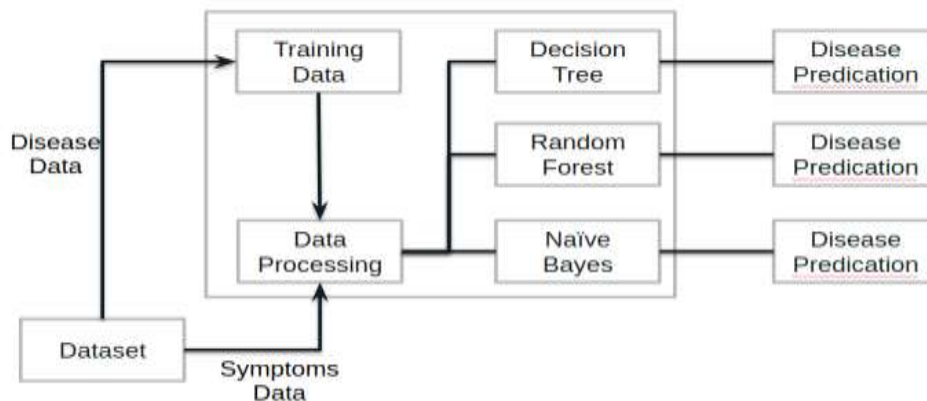 Training
Data
Decision
Tree
Disease
Predication
Disease
Data
Random
Forest
Disease
Predication
Data
Processing
Naïve
Bayes
Disease
Predication
Dataset
Symptoms
Data